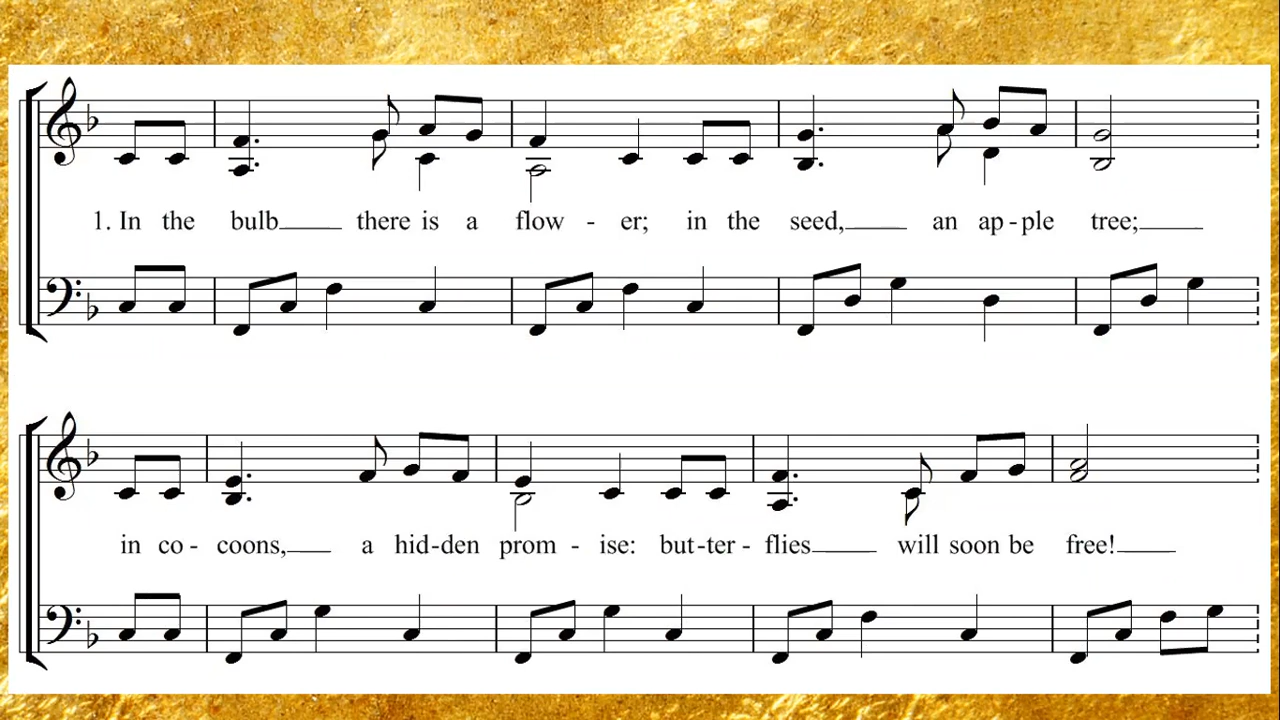 1. In the bulb there is a flow - er; in the seed, an ap - ple tree;
in co - coons, a hid - den prom - ise: but - ter - flies will soon be free!